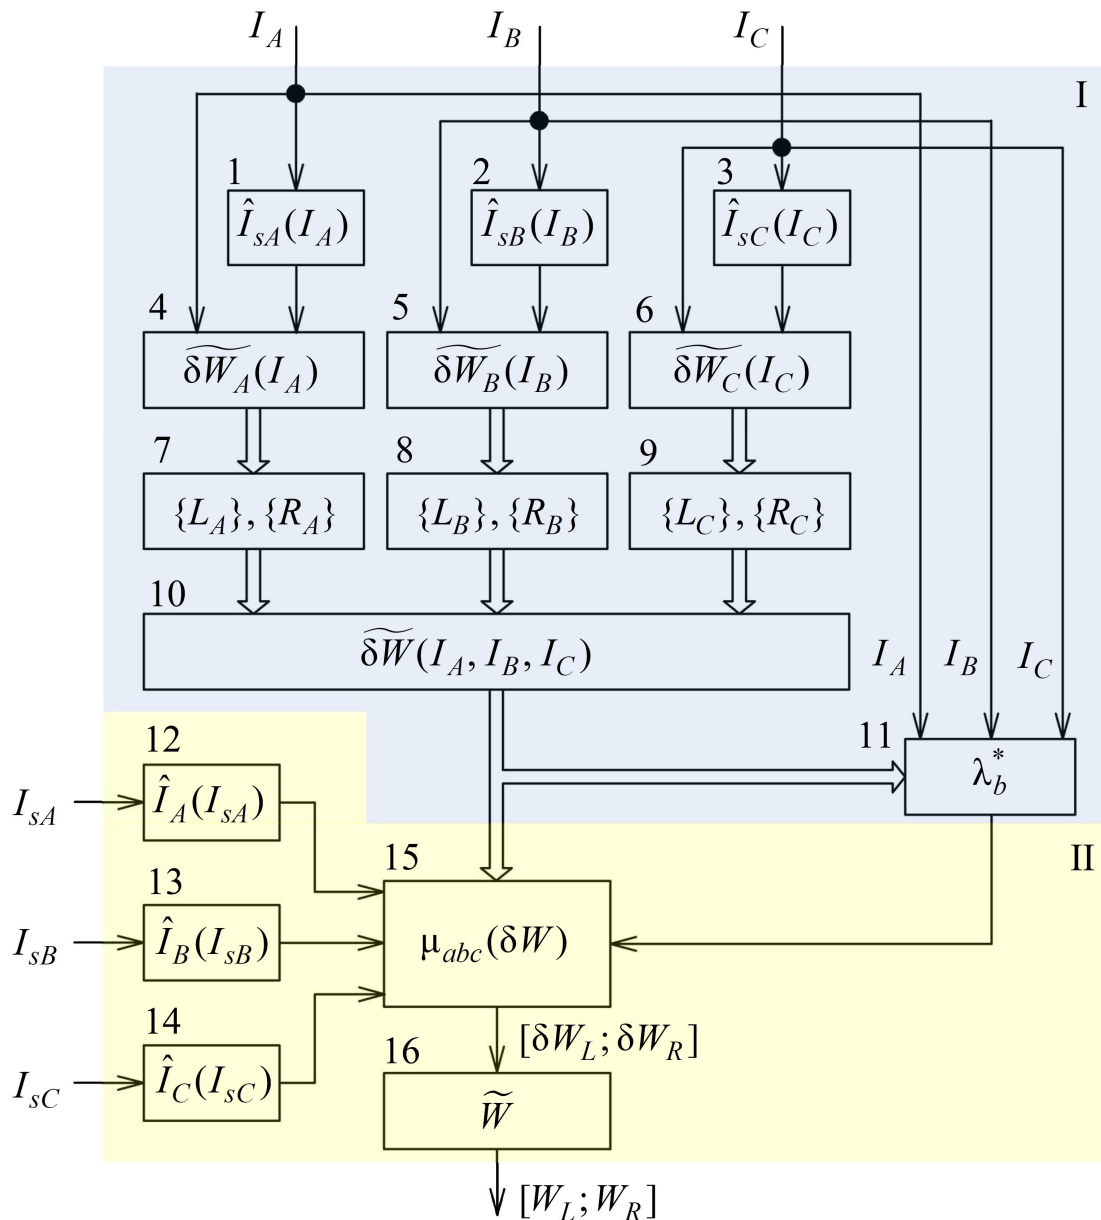 I_A I_B I_C
I
1 2 3
Î_sA(I_A) Î_sB(I_B) Î_sC(I_C)
4 5 6
δW̃_A(I_A) δW̃_B(I_B) δW̃_C(I_C)
7 8 9
{L_A}, {R_A} {L_B}, {R_B} {L_C}, {R_C}
10
δW̃(I_A, I_B, I_C) I_A I_B I_C
11
λ_b^*
12
I_sA Î_A(I_sA)
II
15
13
I_sB Î_B(I_sB) μ_abc(δW)
14
[δW_L; δW_R]
16
I_sC Î_C(I_sC)
W̃
[W_L; W_R]